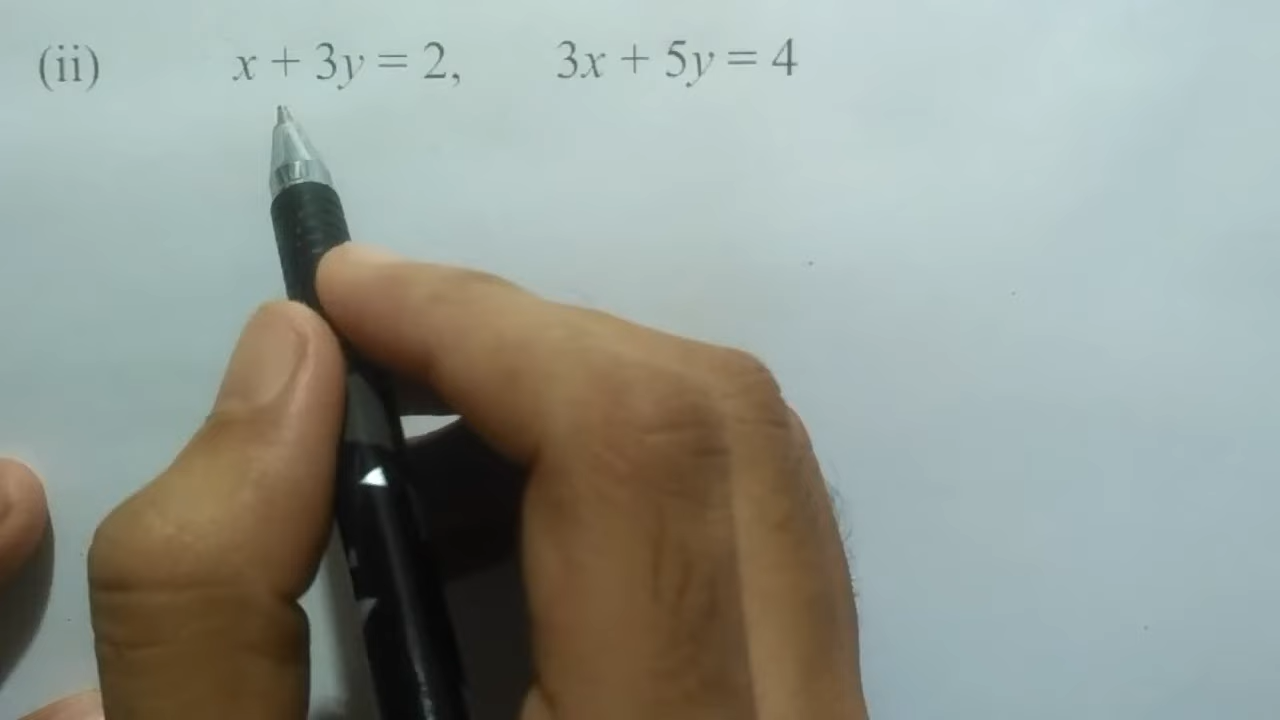 (ii) x + 3y = 2, 3x + 5y = 4